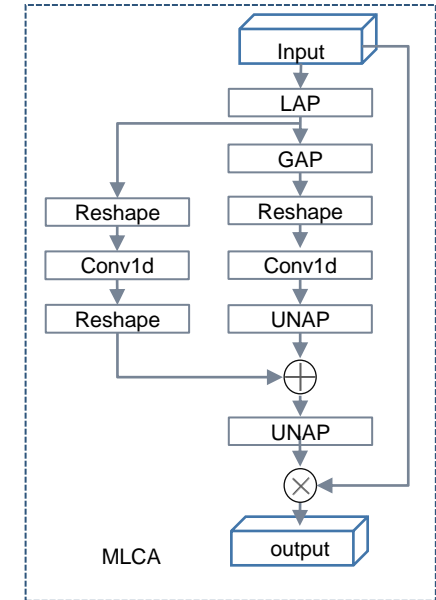 Input
LAP
GAP
Reshape
Reshape
Conv1d
Conv1d
Reshape
UNAP
UNAP
output
MLCA